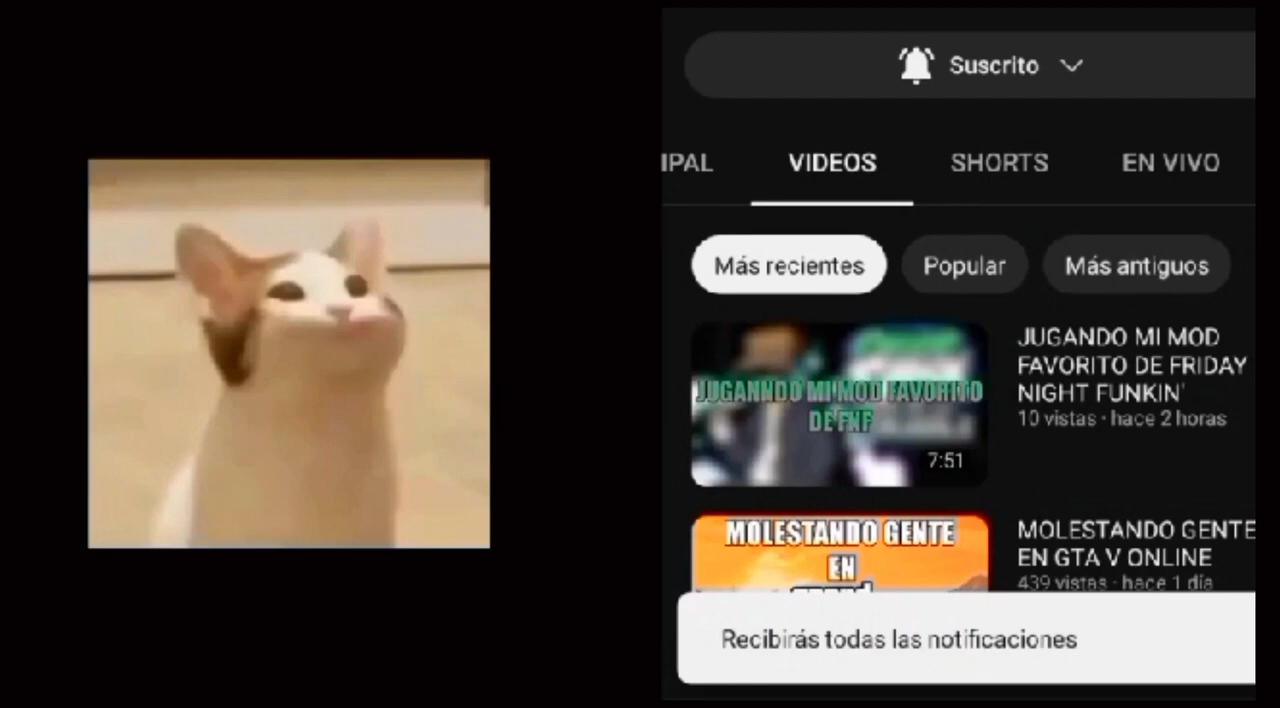 Suscrito
IPAL VIDEOS SHORTS EN VIVO
Más recientes Popular Más antiguos
JUGANNDO MI MOD FAVORITO
DE FNF
7:51
JUGANDO MI MOD
FAVORITO DE FRIDAY
NIGHT FUNKIN'
10 vistas · hace 2 horas
MOLESTANDO GENTE
EN
MOLESTANDO GENTE
EN GTA V ONLINE
439 vistas · hace 1 día
Recibirás todas las notificaciones